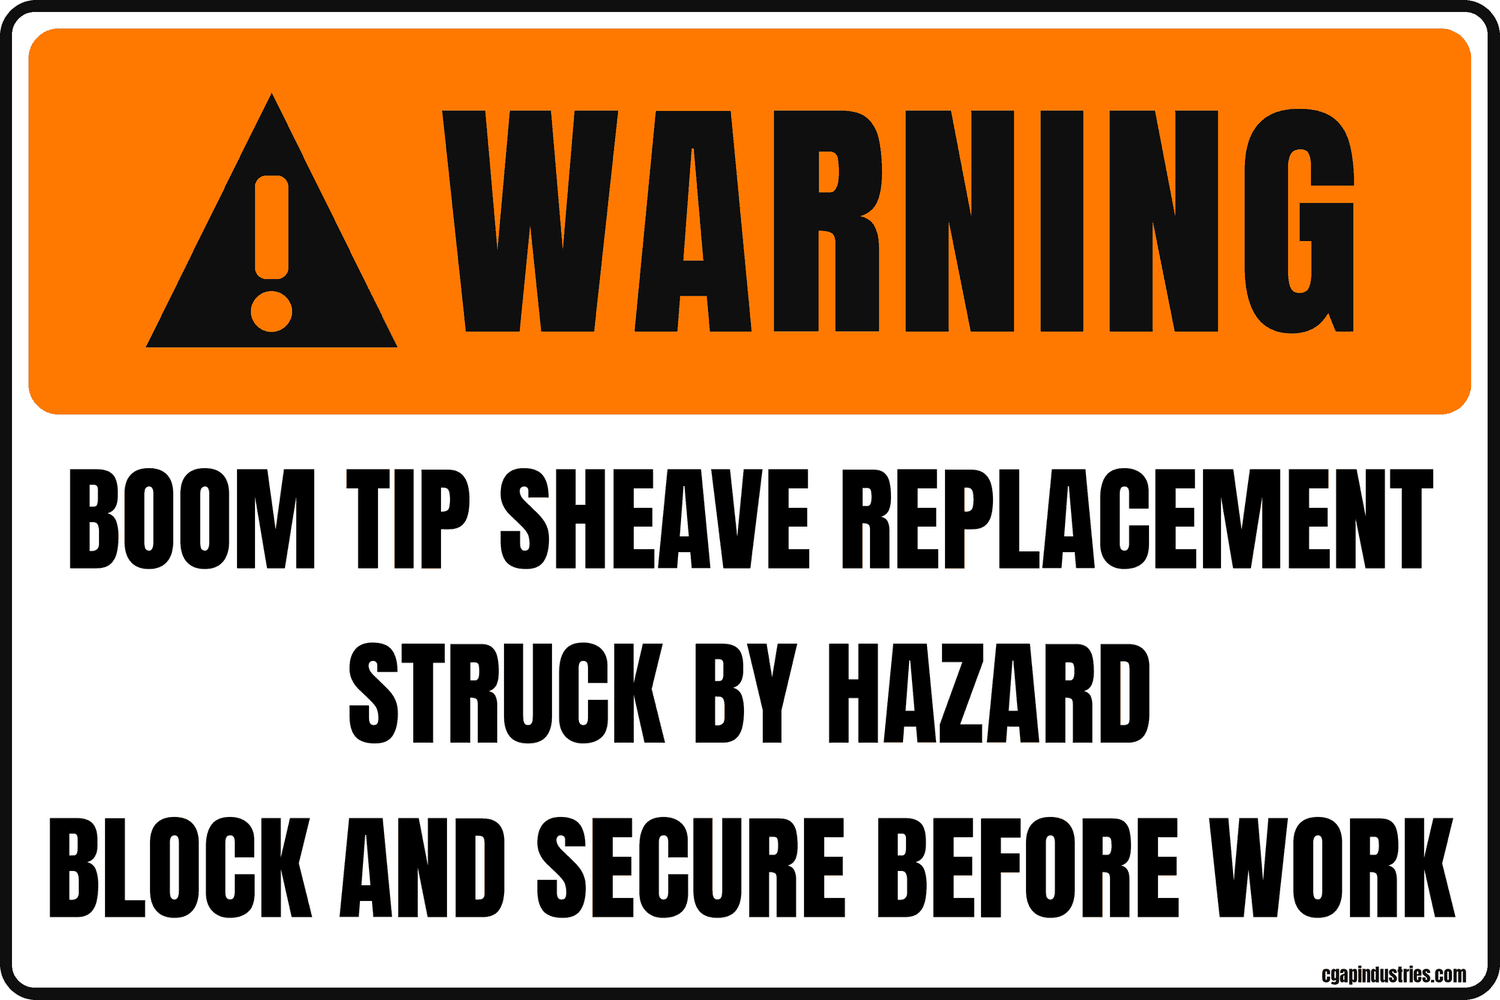 WARNING
BOOM TIP SHEAVE REPLACEMENT
STRUCK BY HAZARD
BLOCK AND SECURE BEFORE WORK
cgapindustries.com